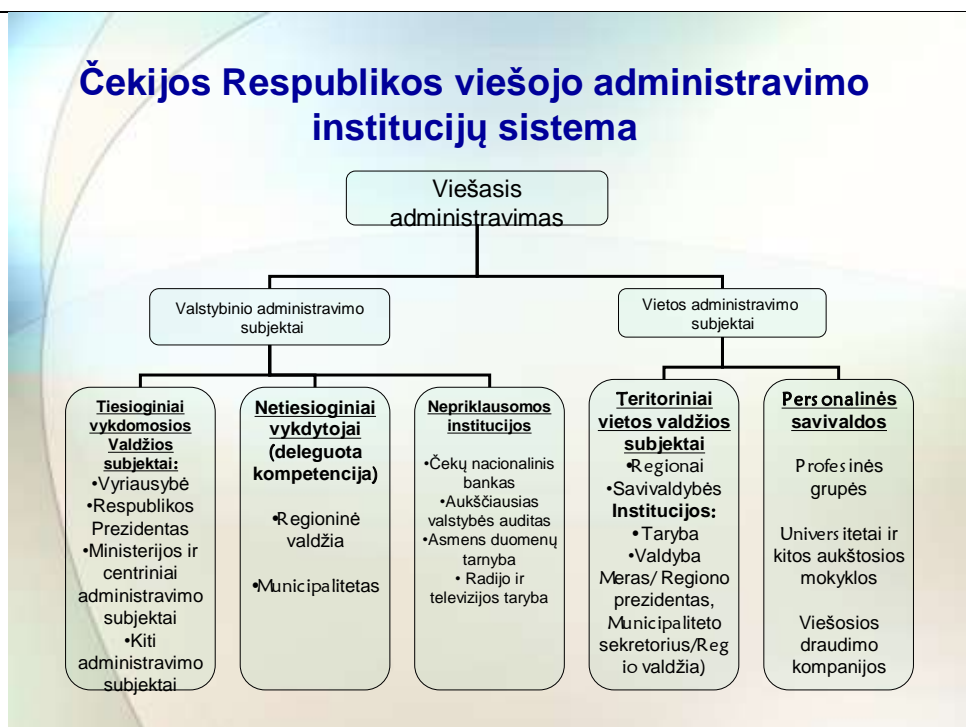 Čekijos Respublikos viešojo administravimo
institucijų sistema
Viešasis
administravimas
Valstybinio administravimo
subjektai
Vietos administravimo
subjektai
Tiesioginiai
vykdomosios
Valdžios
subjektai:
•Vyriausybė
•Respublikos
Prezidentas
•Ministerijos ir
centriniai
administravimo
subjektai
•Kiti
administravimo
subjektai
Netiesioginiai
vykdytojai
(deleguota
kompetencija)
•Regioninė
valdžia
•Municipalitetas
Nepriklausomos
institucijos
•Čekų nacionalinis
bankas
•Aukščiausias
valstybės auditas
•Asmens duomenų
tarnyba
• Radijo ir
televizijos taryba
Teritoriniai
vietos valdžios
subjektai
•Regionai
•Savivaldybės
Institucijos:
• Taryba
• Valdyba
Meras/ Regiono
prezidentas,
Municipaliteto
sekretorius/Reg
io valdžia)
Personalinės
savivaldos
Profesinės
grupės
Universitetai ir
kitos aukštosios
mokyklos
Viešosios
draudimo
kompanijos